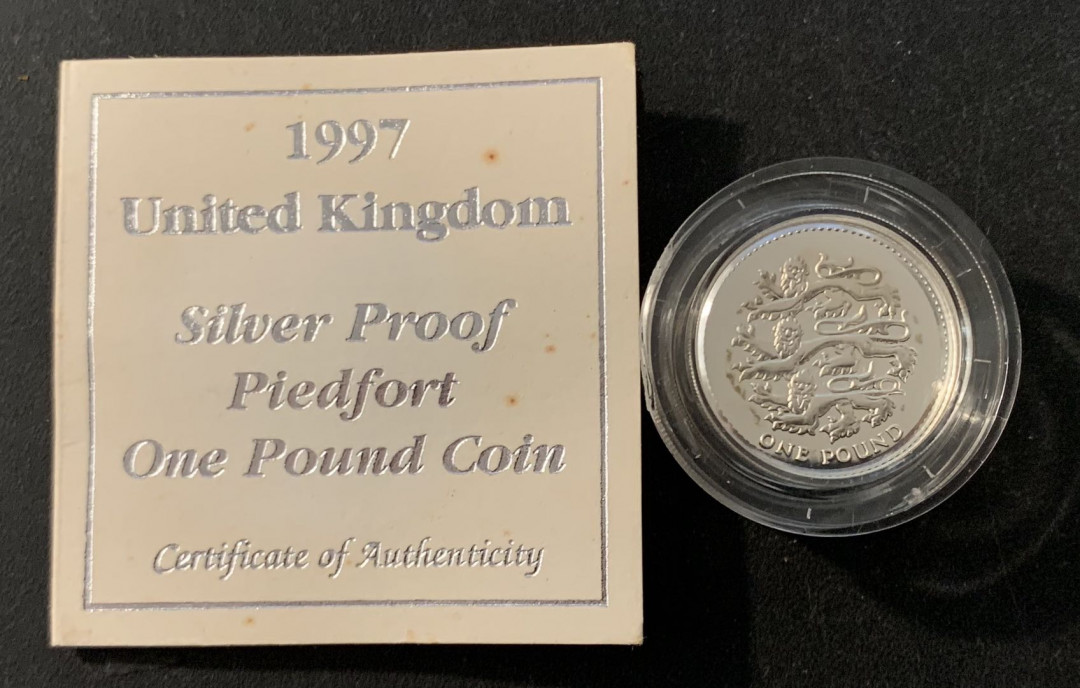 1997
United Kingdom
Silver Proof
Piedfort
One Pound Coin
Certificate of Authenticity
ONE POUND